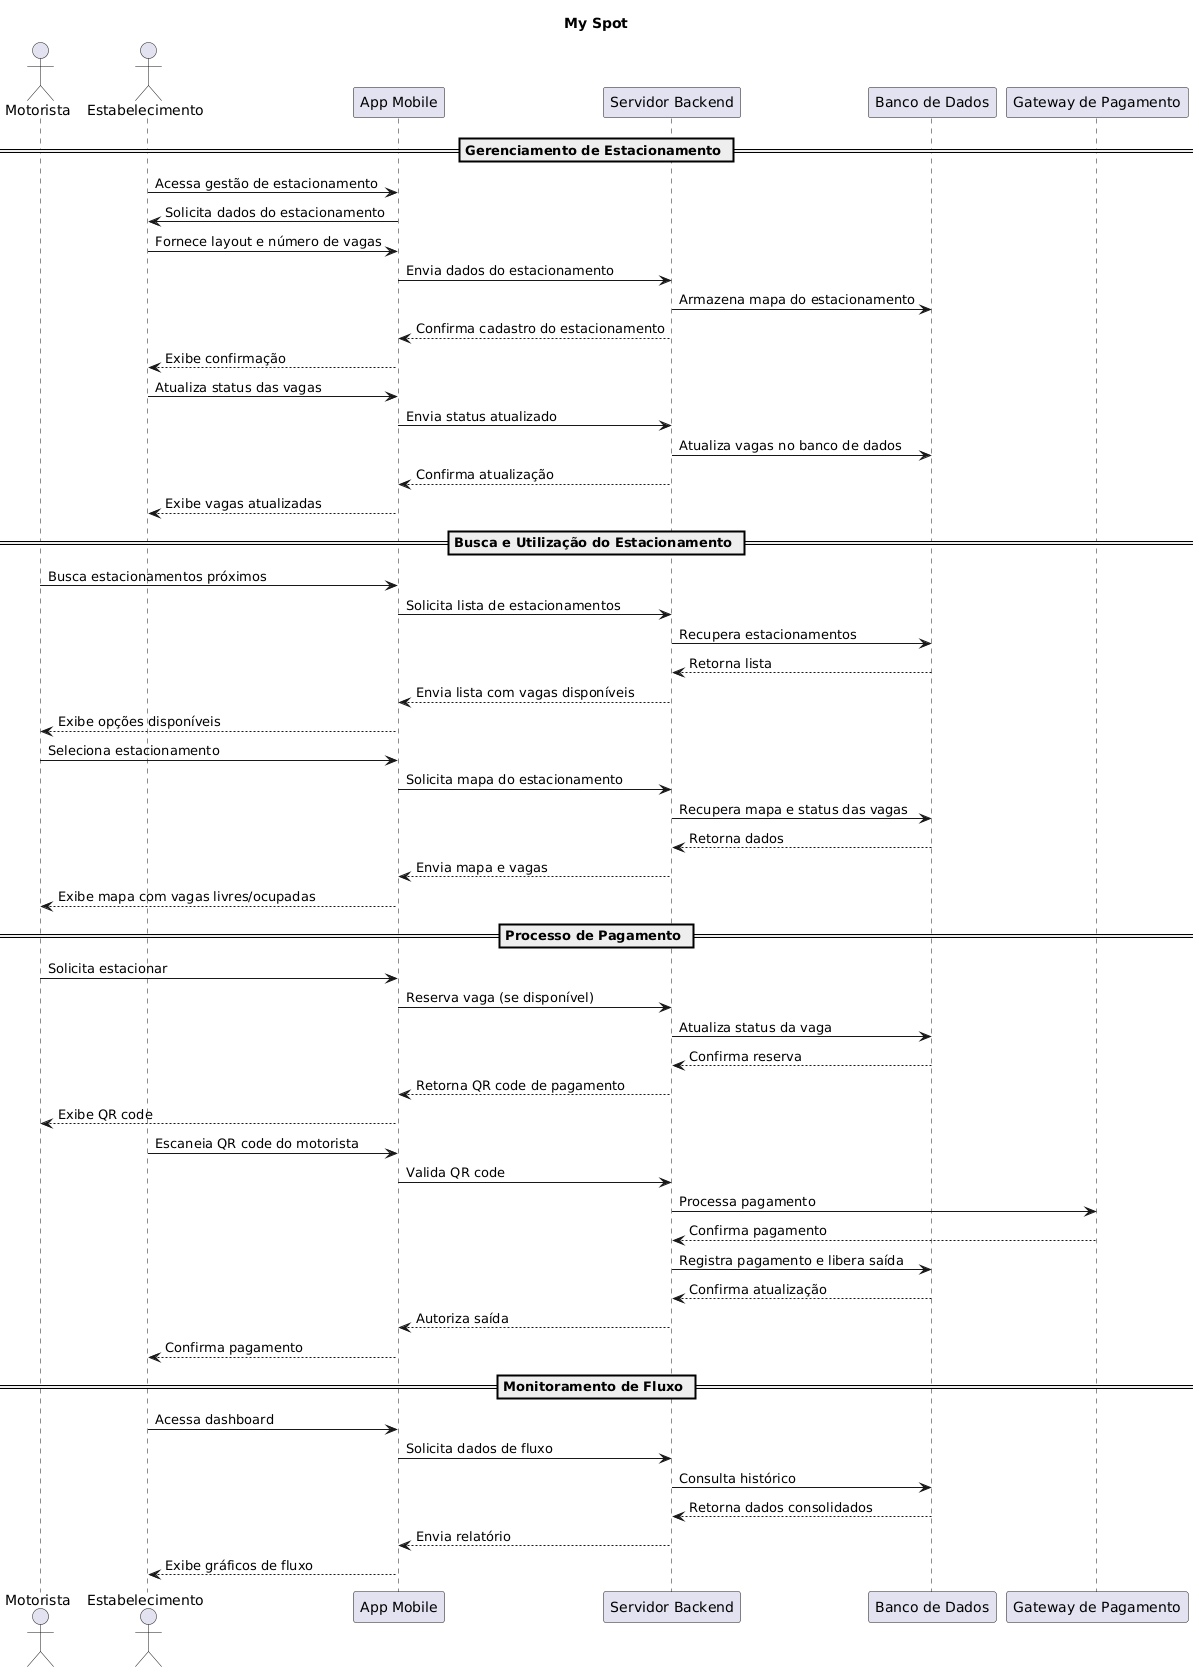 My Spot
Motorista
Estabelecimento
App Mobile
Servidor Backend
Banco de Dados
Gateway de Pagamento
Gerenciamento de Estacionamento
Acessa gestão de estacionamento
Solicita dados do estacionamento
Fornece layout e número de vagas
Envia dados do estacionamento
Armazena mapa do estacionamento
Confirma cadastro do estacionamento
Exibe confirmação
Atualiza status das vagas
Envia status atualizado
Atualiza vagas no banco de dados
Confirma atualização
Exibe vagas atualizadas
Busca e Utilização do Estacionamento
Busca estacionamentos próximos
Solicita lista de estacionamentos
Recupera estacionamentos
Retorna lista
Envia lista com vagas disponíveis
Exibe opções disponíveis
Seleciona estacionamento
Solicita mapa do estacionamento
Recupera mapa e status das vagas
Retorna dados
Envia mapa e vagas
Exibe mapa com vagas livres/ocupadas
Processo de Pagamento
Solicita estacionar
Reserva vaga (se disponível)
Atualiza status da vaga
Confirma reserva
Retorna QR code de pagamento
Exibe QR code
Escaneia QR code do motorista
Valida QR code
Processa pagamento
Confirma pagamento
Registra pagamento e libera saída
Confirma atualização
Autoriza saída
Confirma pagamento
Monitoramento de Fluxo
Acessa dashboard
Solicita dados de fluxo
Consulta histórico
Retorna dados consolidados
Envia relatório
Exibe gráficos de fluxo
Motorista
Estabelecimento
App Mobile
Servidor Backend
Banco de Dados
Gateway de Pagamento